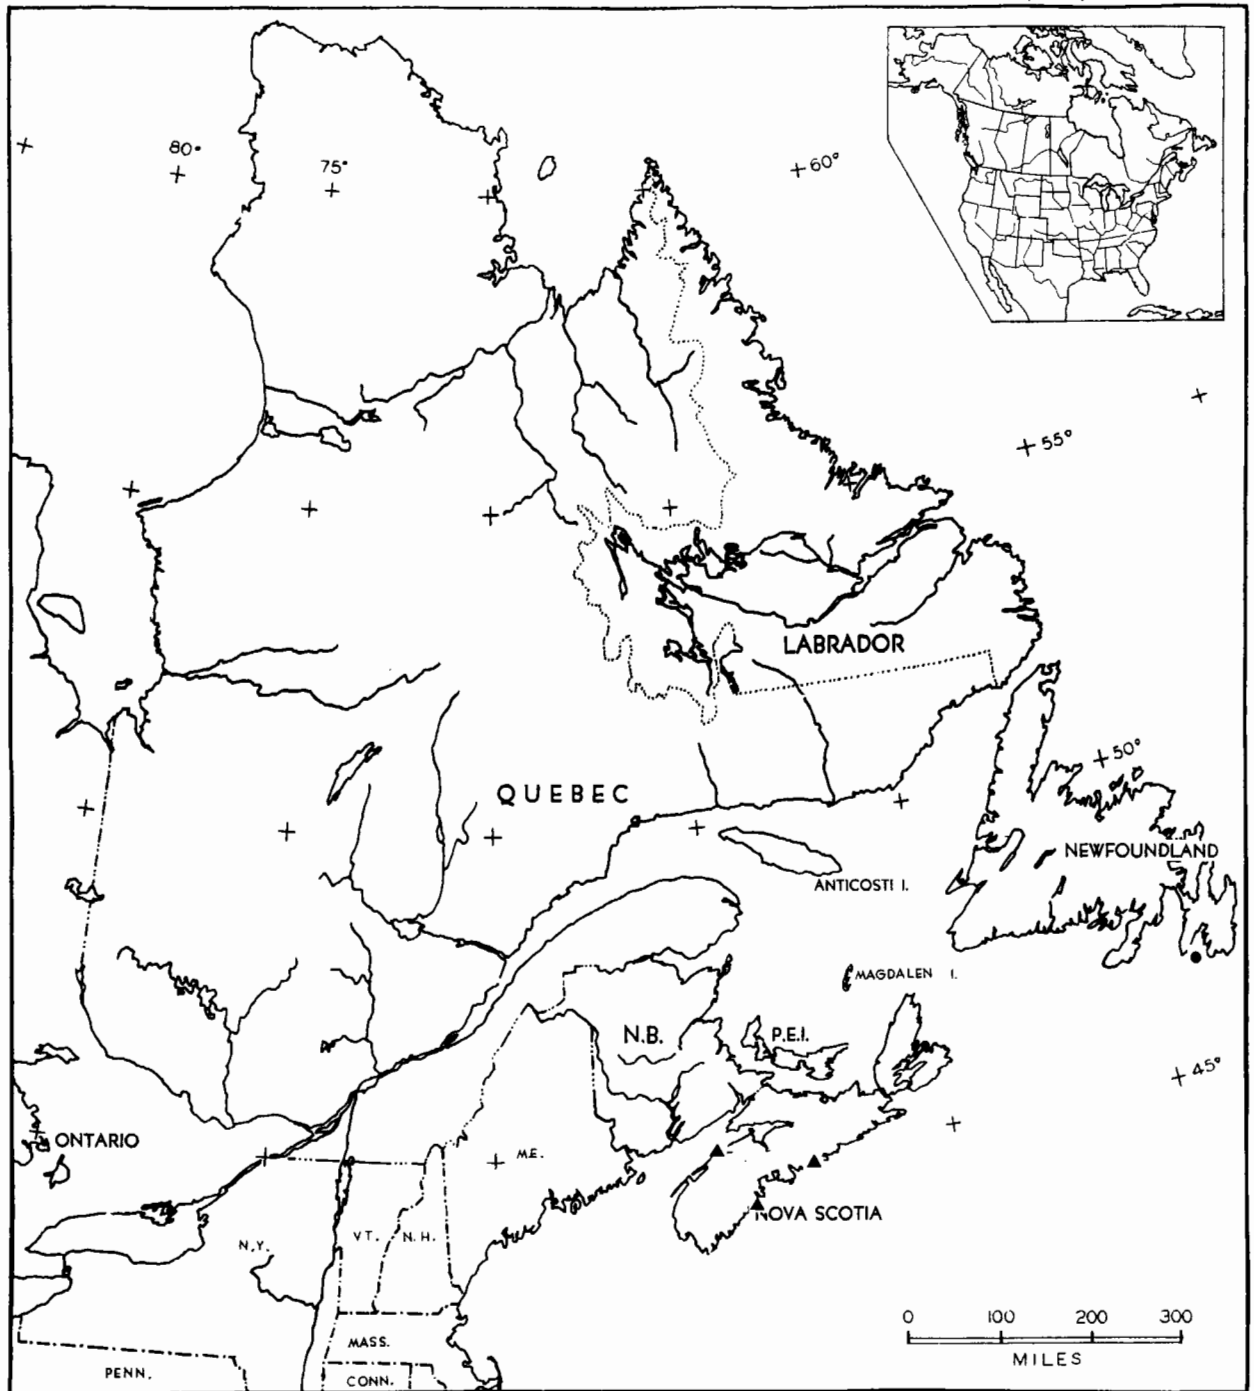 80°
75°
60°
55°
LABRADOR
50°
QUEBEC
NEWFOUNDLAND
ANTICOSTI I.
MAGDALEN I.
N.B.
P.E.I.
45°
ONTARIO
M.E.
NOVA SCOTIA
N.Y.
VT.
N.H.
0 100 200 300
MILES
MASS.
PENN.
CONN.